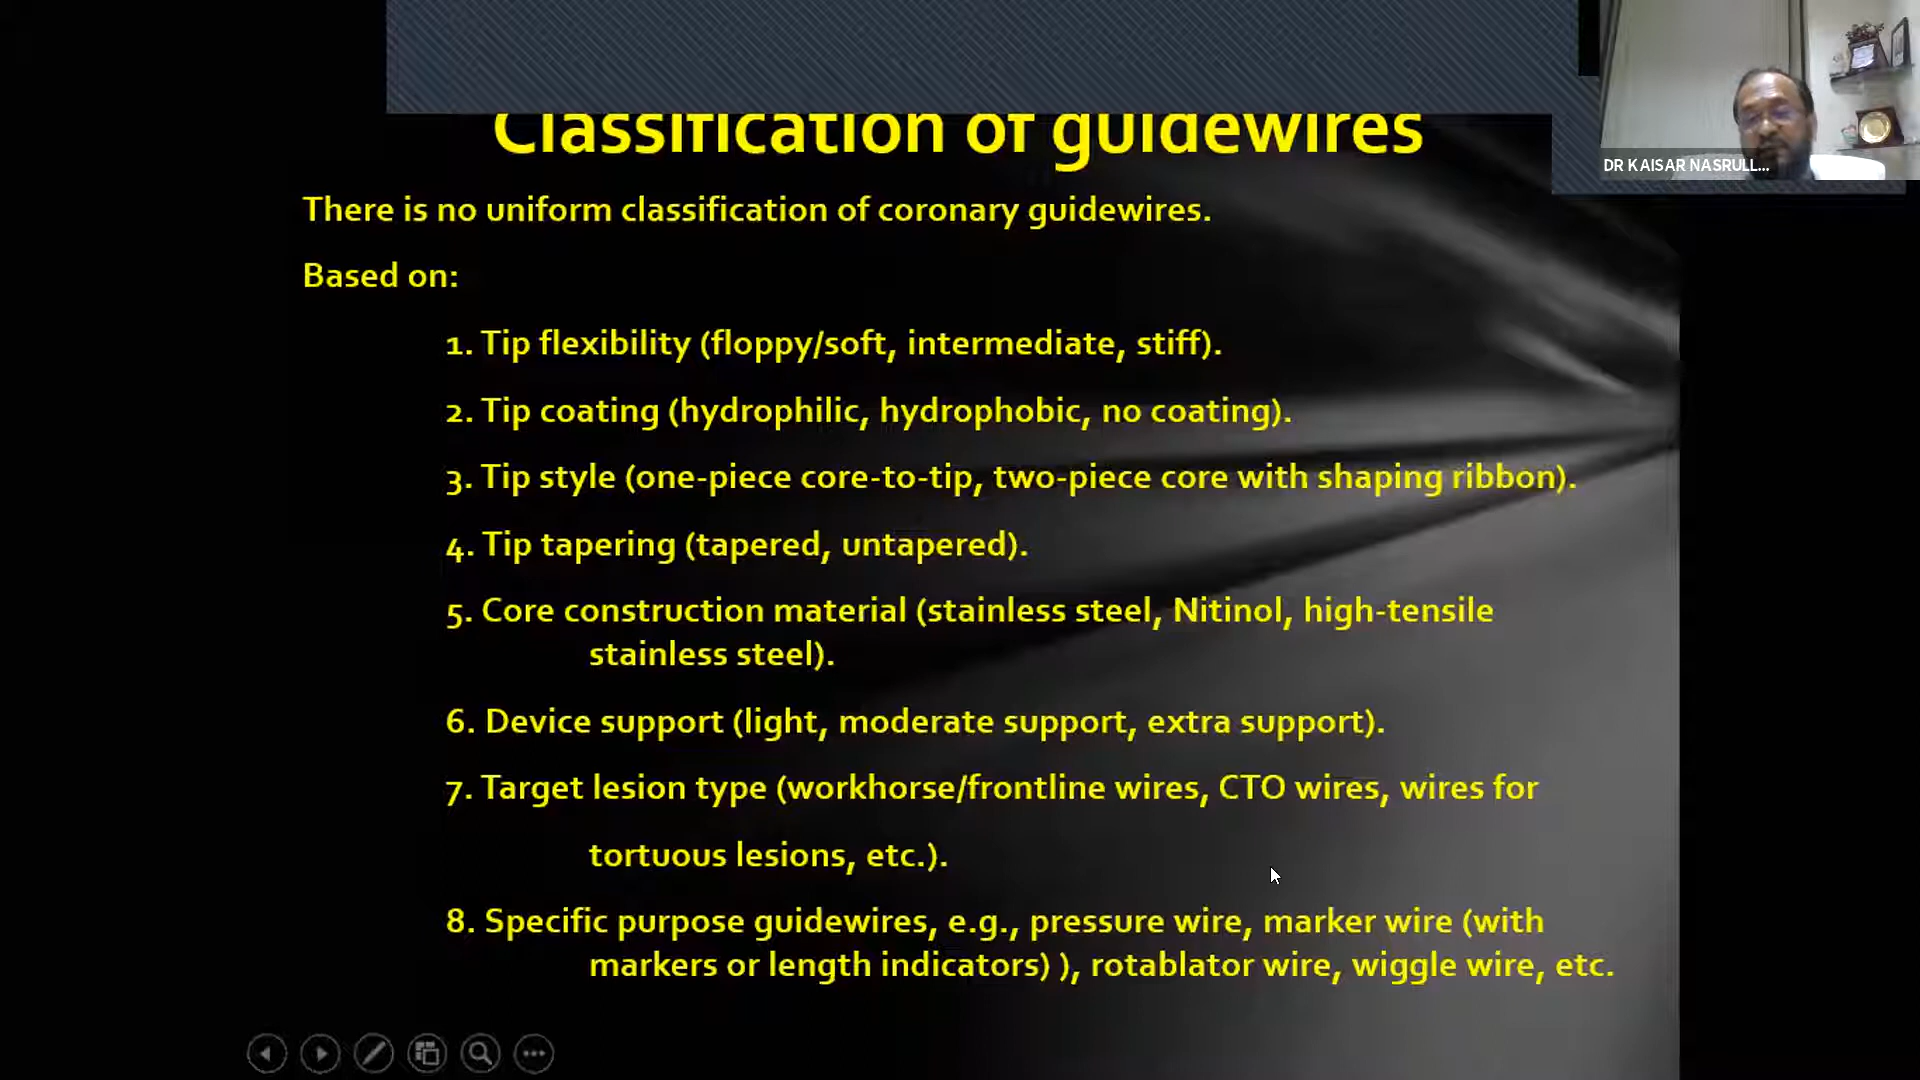 DR KAISAR NASRULL...
Classification of guidewires
There is no uniform classification of coronary guidewires.
Based on:
1. Tip flexibility (floppy/soft, intermediate, stiff).
2. Tip coating (hydrophilic, hydrophobic, no coating).
3. Tip style (one-piece core-to-tip, two-piece core with shaping ribbon).
4. Tip tapering (tapered, untapered).
5. Core construction material (stainless steel, Nitinol, high-tensile
stainless steel).
6. Device support (light, moderate support, extra support).
7. Target lesion type (workhorse/frontline wires, CTO wires, wires for
tortuous lesions, etc.).
8. Specific purpose guidewires, e.g., pressure wire, marker wire (with
markers or length indicators) ), rotablator wire, wiggle wire, etc.